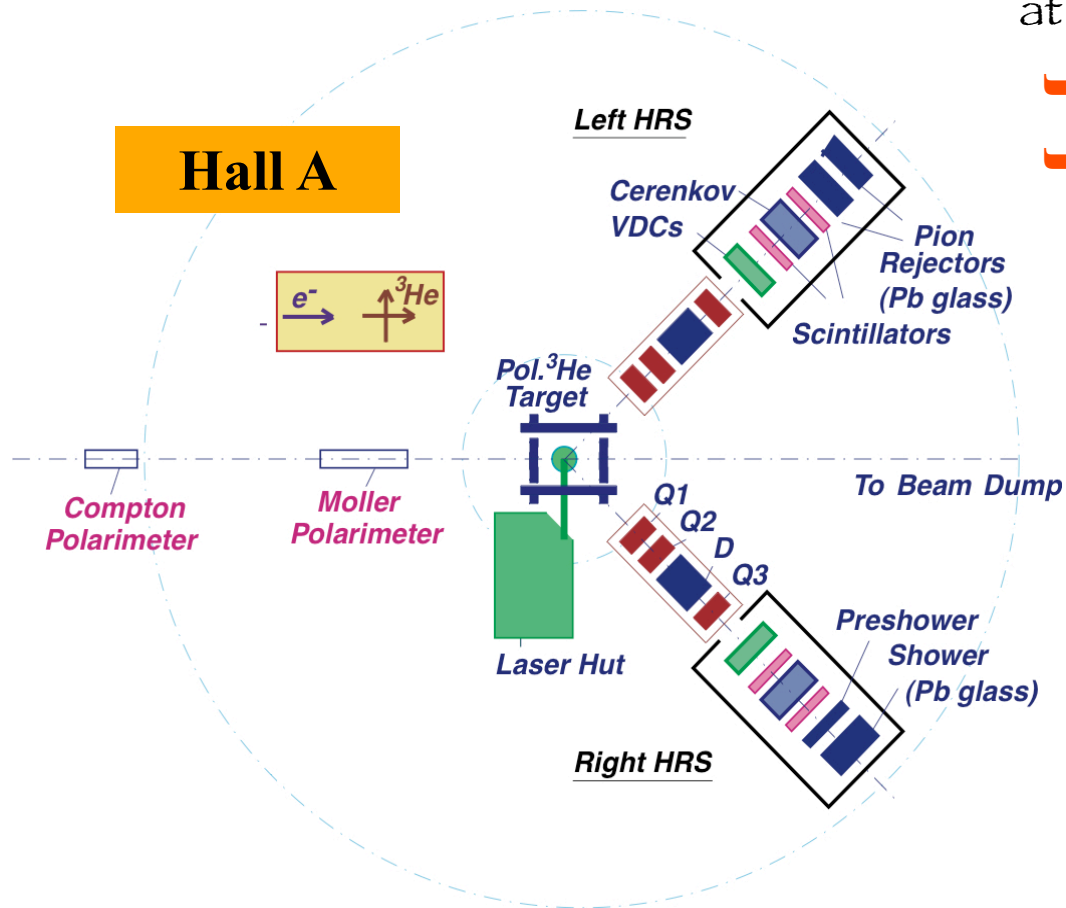 at
Hall A
Left HRS
Cerenkov
VDCs
Pion
Rejectors
(Pb glass)
Scintillators
e-
3He
Pol.3He
Target
Compton
Polarimeter
Moller
Polarimeter
To Beam Dump
Q1
Q2
D
Q3
Laser Hut
Preshower
Shower
(Pb glass)
Right HRS